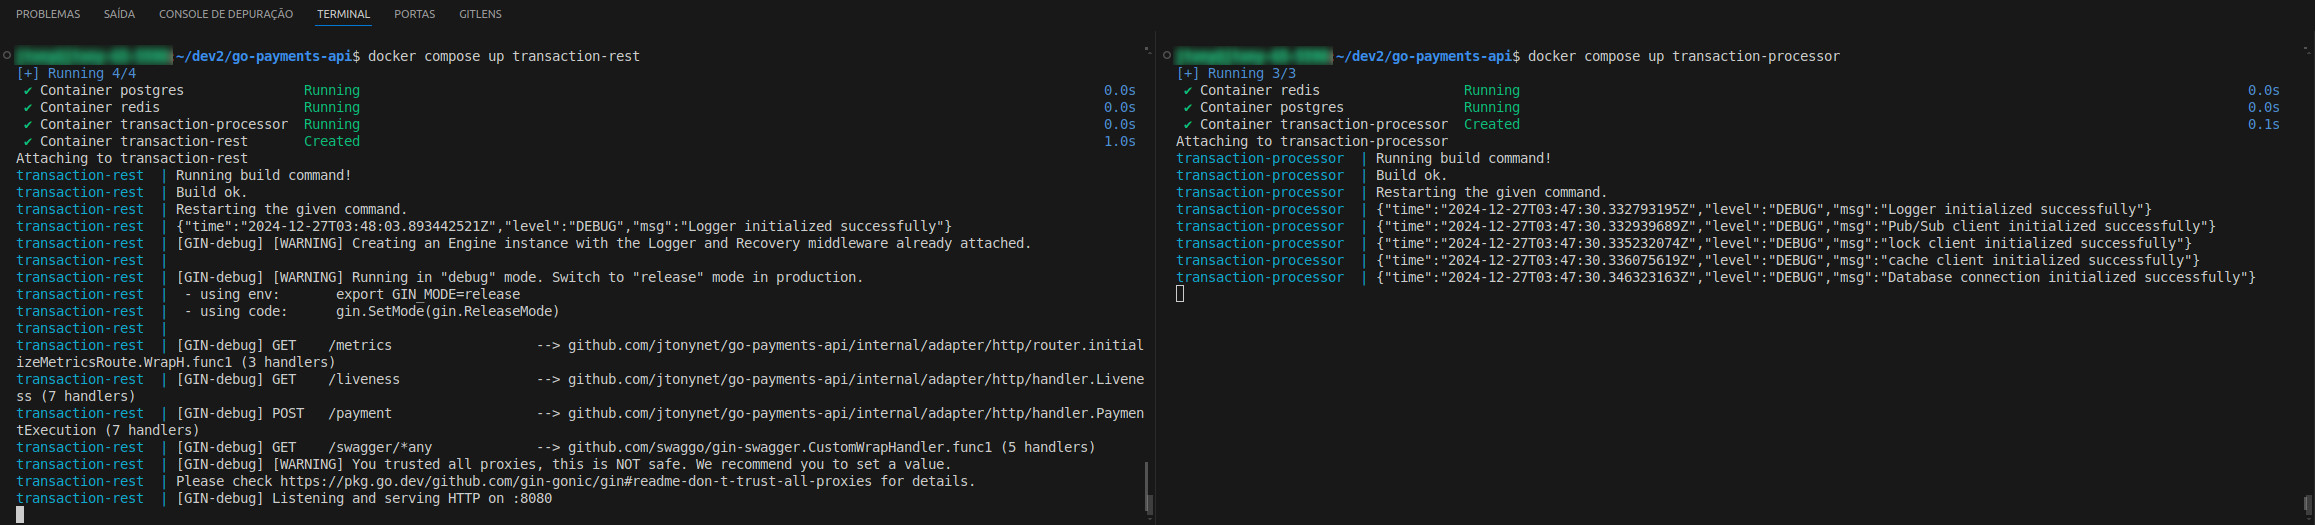 PROBLEMAS SAÍDA CONSOLE DE DEPURAÇÃO TERMINAL PORTAS GITLENS
~/dev2/go-payments-api$ docker compose up transaction-rest
[+] Running 4/4
✔ Container postgres Running 0.0s
✔ Container redis Running 0.0s
✔ Container transaction-processor Running 0.0s
✔ Container transaction-rest Created 1.0s
Attaching to transaction-rest
transaction-rest | Running build command!
transaction-rest | Build ok.
transaction-rest | Restarting the given command.
transaction-rest | {"time":"2024-12-27T03:48:03.893442521Z","level":"DEBUG","msg":"Logger initialized successfully"}
transaction-rest | [GIN-debug] [WARNING] Creating an Engine instance with the Logger and Recovery middleware already attached.
transaction-rest |
transaction-rest | [GIN-debug] [WARNING] Running in "debug" mode. Switch to "release" mode in production.
transaction-rest | - using env: export GIN_MODE=release
transaction-rest | - using code: gin.SetMode(gin.ReleaseMode)
transaction-rest |
transaction-rest | [GIN-debug] GET /metrics --> github.com/jtonynet/go-payments-api/internal/adapter/http/router.initial
izeMetricsRoute.WrapH.func1 (3 handlers)
transaction-rest | [GIN-debug] GET /liveness --> github.com/jtonynet/go-payments-api/internal/adapter/http/handler.Livene
ss (7 handlers)
transaction-rest | [GIN-debug] POST /payment --> github.com/jtonynet/go-payments-api/internal/adapter/http/handler.Paymen
tExecution (7 handlers)
transaction-rest | [GIN-debug] GET /swagger/*any --> github.com/swaggo/gin-swagger.CustomWrapHandler.func1 (5 handlers)
transaction-rest | [GIN-debug] [WARNING] You trusted all proxies, this is NOT safe. We recommend you to set a value.
transaction-rest | Please check https://pkg.go.dev/github.com/gin-gonic/gin#readme-don-t-trust-all-proxies for details.
transaction-rest | [GIN-debug] Listening and serving HTTP on :8080
~/dev2/go-payments-api$ docker compose up transaction-processor
[+] Running 3/3
✔ Container redis Running 0.0s
✔ Container postgres Running 0.0s
✔ Container transaction-processor Created 0.1s
Attaching to transaction-processor
transaction-processor | Running build command!
transaction-processor | Build ok.
transaction-processor | Restarting the given command.
transaction-processor | {"time":"2024-12-27T03:47:30.332793195Z","level":"DEBUG","msg":"Logger initialized successfully"}
transaction-processor | {"time":"2024-12-27T03:47:30.332939689Z","level":"DEBUG","msg":"Pub/Sub client initialized successfully"}
transaction-processor | {"time":"2024-12-27T03:47:30.335232074Z","level":"DEBUG","msg":"lock client initialized successfully"}
transaction-processor | {"time":"2024-12-27T03:47:30.336075619Z","level":"DEBUG","msg":"cache client initialized successfully"}
transaction-processor | {"time":"2024-12-27T03:47:30.346323163Z","level":"DEBUG","msg":"Database connection initialized successfully"}